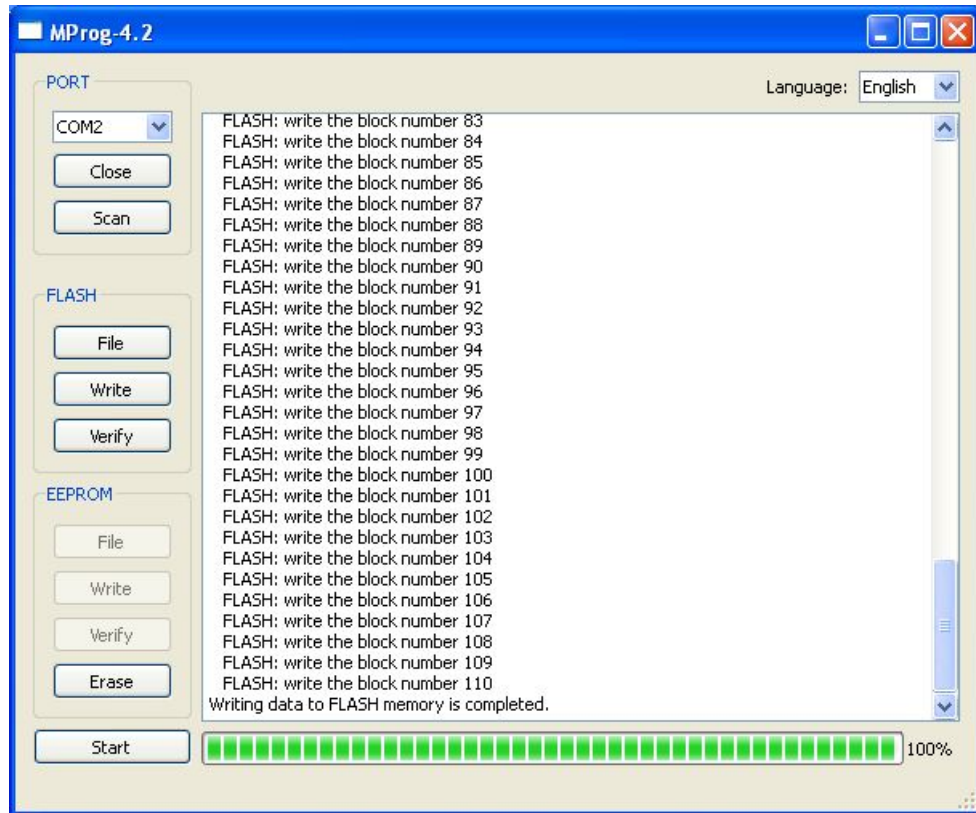 MProg-4.2
PORT
Language: English
COM2
Close
Scan
FLASH
File
Write
Verify
EEPROM
File
Write
Verify
Erase
Start
FLASH: write the block number 83
FLASH: write the block number 84
FLASH: write the block number 85
FLASH: write the block number 86
FLASH: write the block number 87
FLASH: write the block number 88
FLASH: write the block number 89
FLASH: write the block number 90
FLASH: write the block number 91
FLASH: write the block number 92
FLASH: write the block number 93
FLASH: write the block number 94
FLASH: write the block number 95
FLASH: write the block number 96
FLASH: write the block number 97
FLASH: write the block number 98
FLASH: write the block number 99
FLASH: write the block number 100
FLASH: write the block number 101
FLASH: write the block number 102
FLASH: write the block number 103
FLASH: write the block number 104
FLASH: write the block number 105
FLASH: write the block number 106
FLASH: write the block number 107
FLASH: write the block number 108
FLASH: write the block number 109
FLASH: write the block number 110
Writing data to FLASH memory is completed.
100%